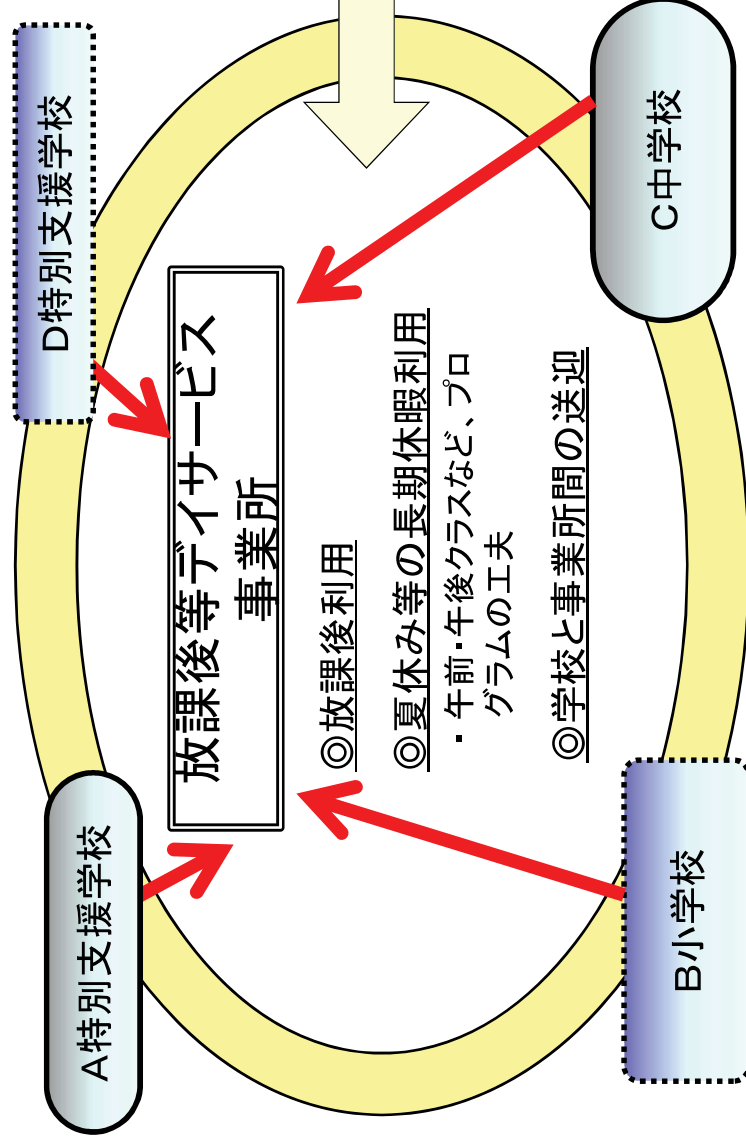 A特別支援学校
D特別支援学校
放課後等デイサービス
事業所
◎放課後利用
◎夏休み等の長期休暇利用
・午前・午後クラスなど、プロ
グラムの工夫
◎学校と事業所間の送迎
B小学校
C中学校